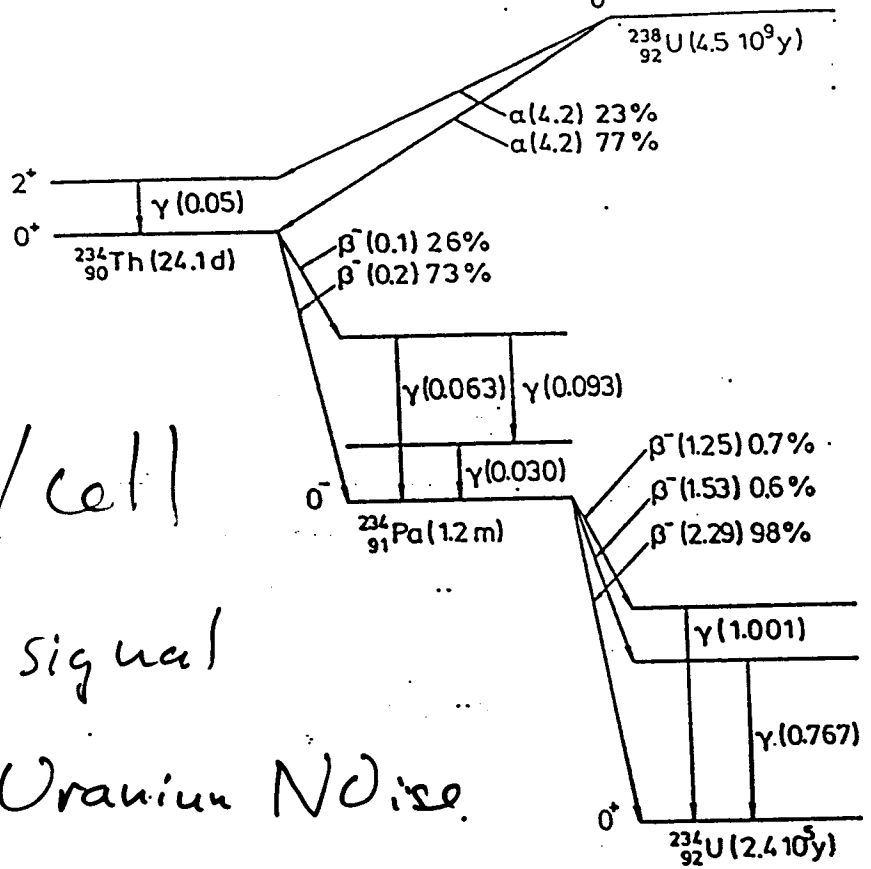 0
²³⁸₉₂U (4.5 10⁹y)
α(4.2) 23%
α(4.2) 77%
2⁺
γ(0.05)
0⁺
²³⁴₉₀Th (24.1d)
β⁻(0.1) 26%
β⁻(0.2) 73%
γ(0.063)
γ(0.093)
/cell
γ(0.030)
0⁻
²³⁴₉₁Pa (1.2m)
β⁻(1.25) 0.7%
β⁻(1.53) 0.6%
β⁻(2.29) 98%
signal
γ(1.001)
γ(0.767)
Uranium NOise
0⁺
²³⁴₉₂U (2.4 10⁵y)